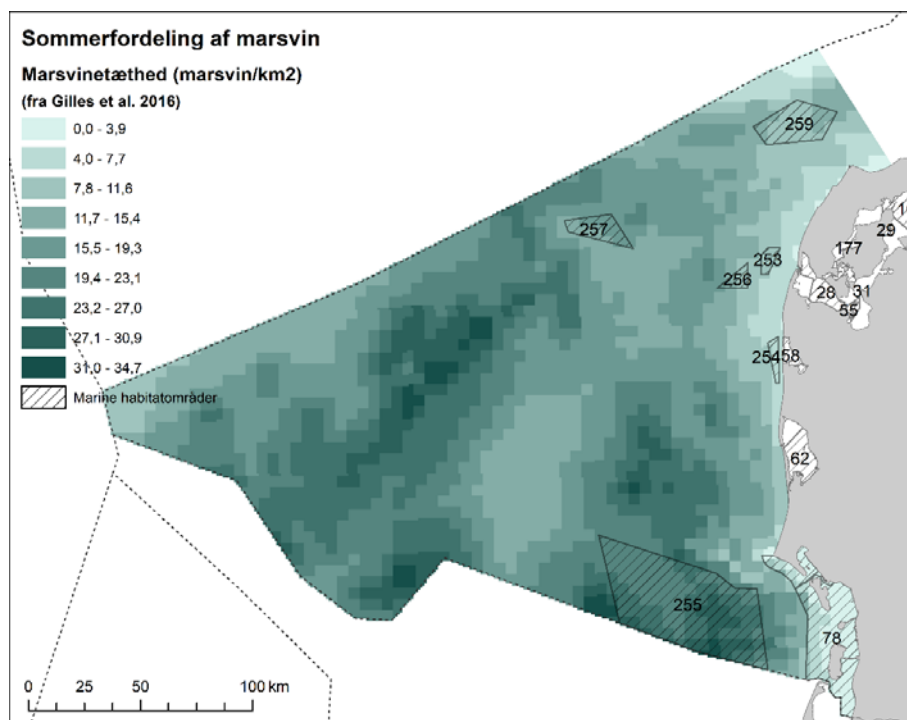 Sommerfordeling af marsvin
Marsvinetæthed (marsvin/km2)
(fra Gilles et al. 2016)
0,0 - 3,9
4,0 - 7,7
7,8 - 11,6
11,7 - 15,4
15,5 - 19,3
19,4 - 23,1
23,2 - 27,0
27,1 - 30,9
31,0 - 34,7
Marine habitatområder
259
257
29
177
253
256
28
31
55
254
58
62
255
78
0 25 50 100 km